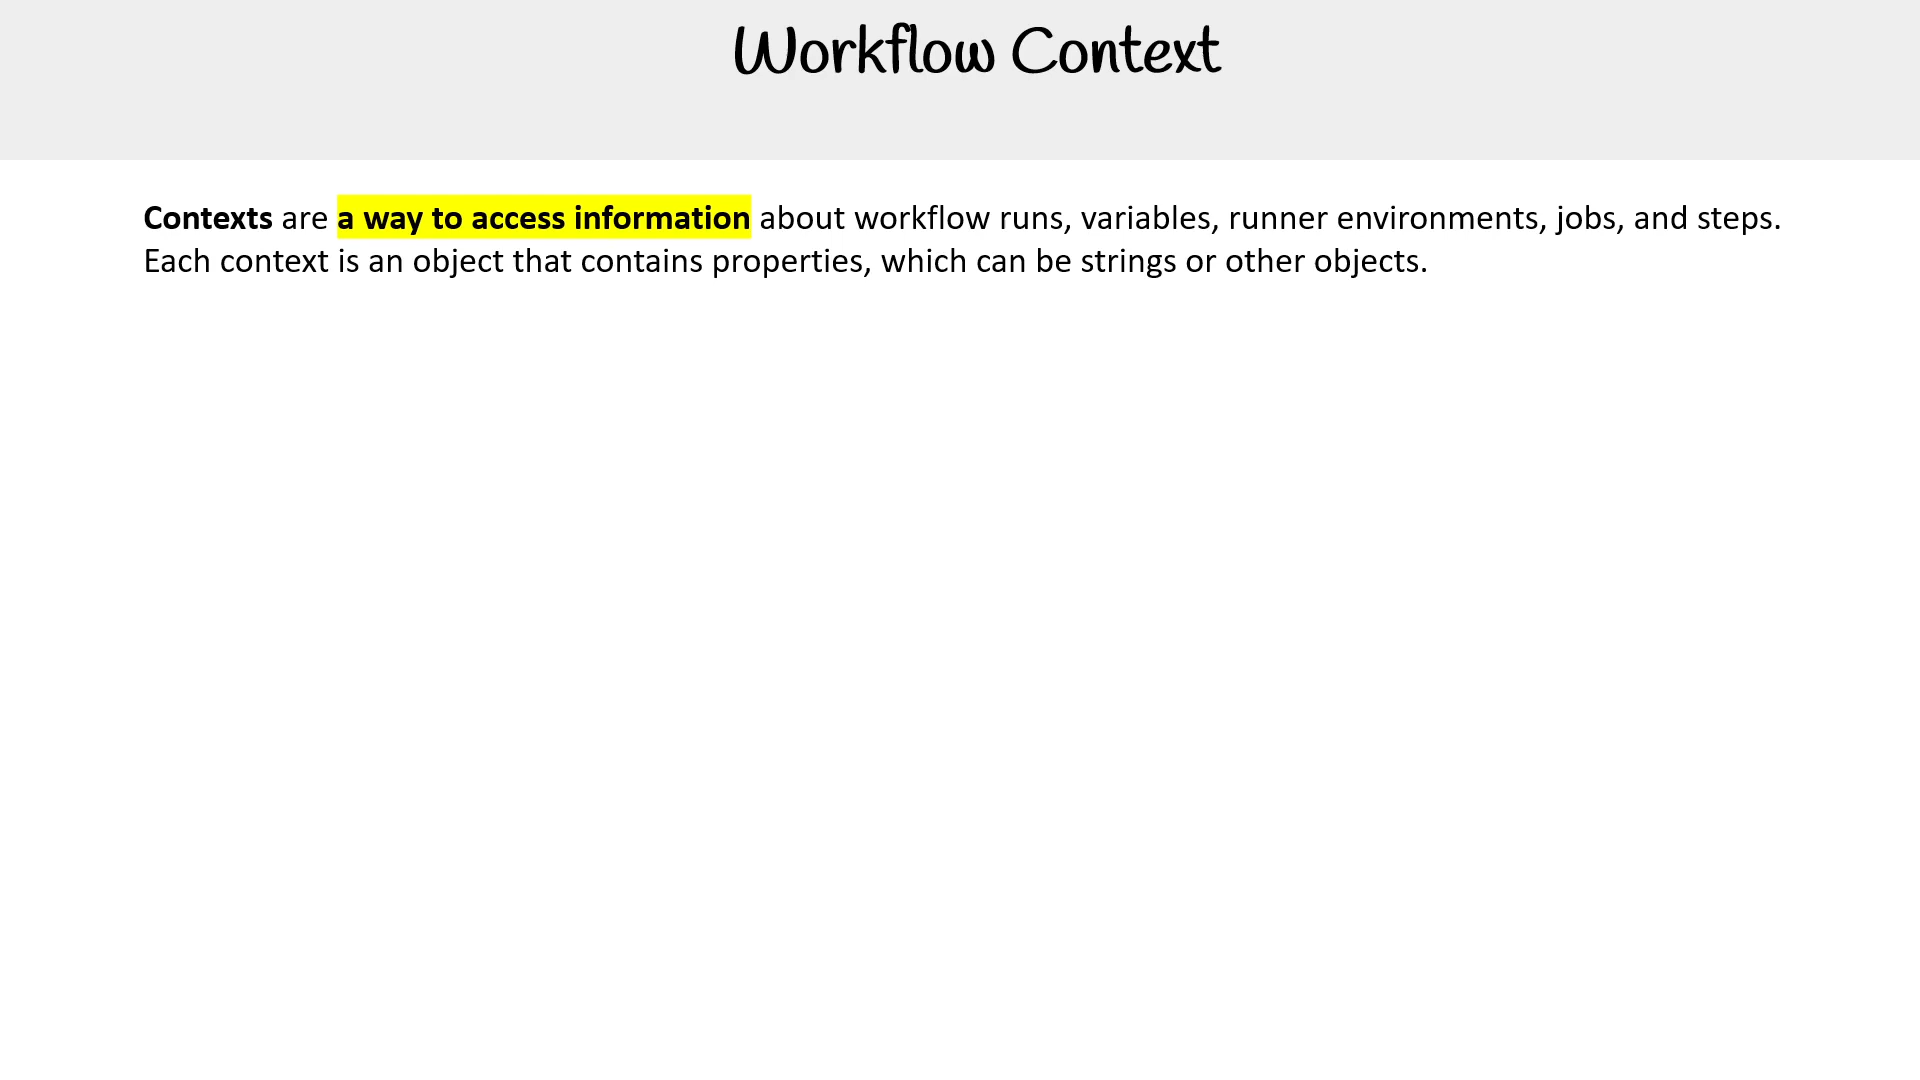 Workflow Context
Contexts are a way to access information about workflow runs, variables, runner environments, jobs, and steps.
Each context is an object that contains properties, which can be strings or other objects.